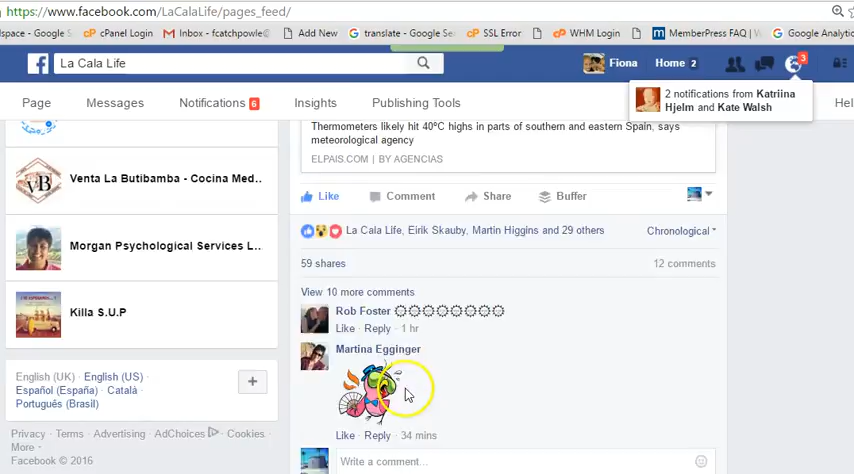 https://www.facebook.com/LaCalaLife/pages_feed/
lspace - Google S
cPanel Login
Inbox - fcatchpowle@
Add New
translate - Google S
SSL Error
WHM Login
MemberPress FAQ | W
Google Analytic
La Cala Life
Fiona
Home 2
3
2 notifications from Katriina
Hjelm and Kate Walsh
Page
Messages
Notifications 6
Insights
Publishing Tools
Hel
Thermometers likely hit 40ºC highs in parts of southern and eastern Spain, says
meteorological agency
ELPAIS.COM | BY AGENCIAS
VB
Venta La Butibamba - Cocina Med...
Like
Comment
Share
Buffer
La Cala Life, Eirik Skauby, Martin Higgins and 29 others
Chronological
Morgan Psychological Services L...
59 shares
12 comments
View 10 more comments
Killa S.U.P
Rob Foster
Like · Reply · 1 hr
Martina Egginger
English (UK) · English (US) ·
Español (España) · Català ·
Português (Brasil)
Like · Reply · 34 mins
Privacy · Terms · Advertising · AdChoices · Cookies ·
More
Facebook © 2016
Write a comment...